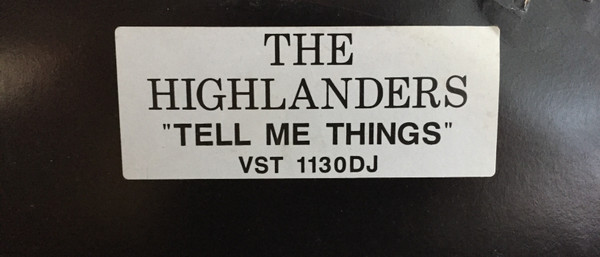 THE
HIGHLANDERS
"TELL ME THINGS"
VST 1130DJ